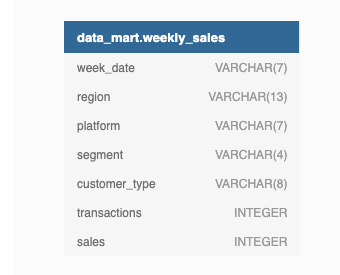 data_mart.weekly_sales
week_date VARCHAR(7)
region VARCHAR(13)
platform VARCHAR(7)
segment VARCHAR(4)
customer_type VARCHAR(8)
transactions INTEGER
sales INTEGER